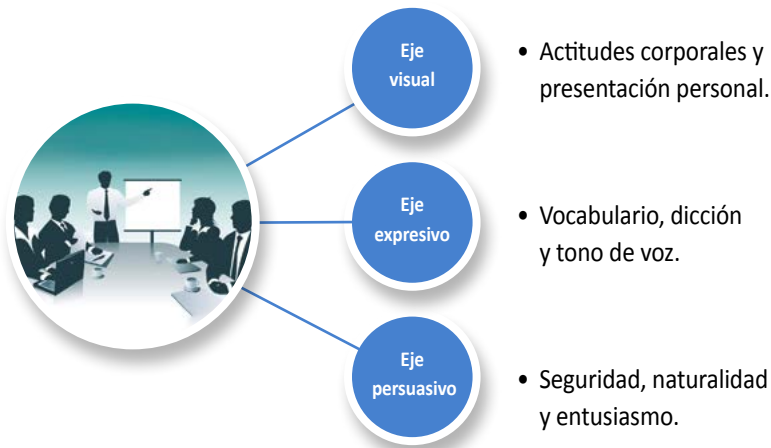 Eje
visual
• Actitudes corporales y
presentación personal.
Eje
expresivo
• Vocabulario, dicción
y tono de voz.
Eje
persuasivo
• Seguridad, naturalidad
y entusiasmo.